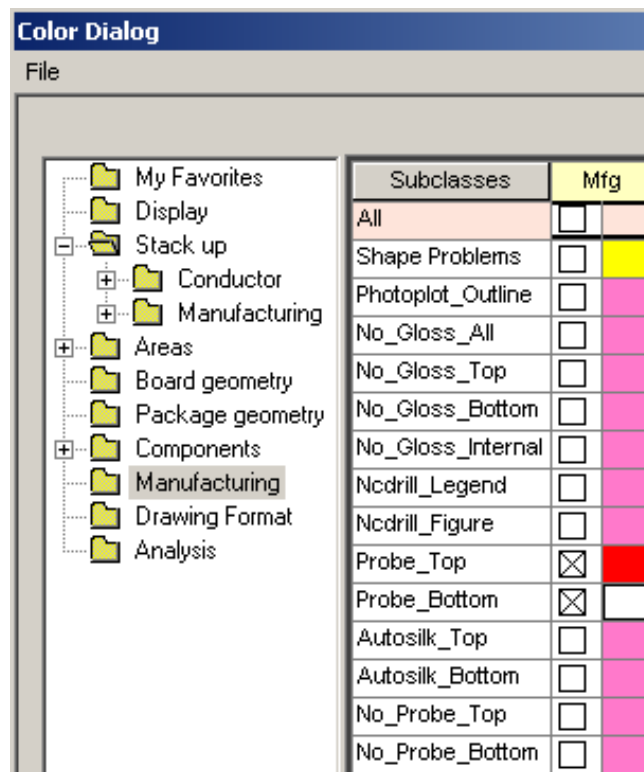 Color Dialog
File
My Favorites
Display
Stack up
Conductor
Manufacturing
Areas
Board geometry
Package geometry
Components
Manufacturing
Drawing Format
Analysis
Subclasses Mfg
All
Shape Problems
Photoplot_Outline
No_Gloss_All
No_Gloss_Top
No_Gloss_Bottom
No_Gloss_Internal
Ncdrill_Legend
Ncdrill_Figure
Probe_Top
Probe_Bottom
Autosilk_Top
Autosilk_Bottom
No_Probe_Top
No_Probe_Bottom